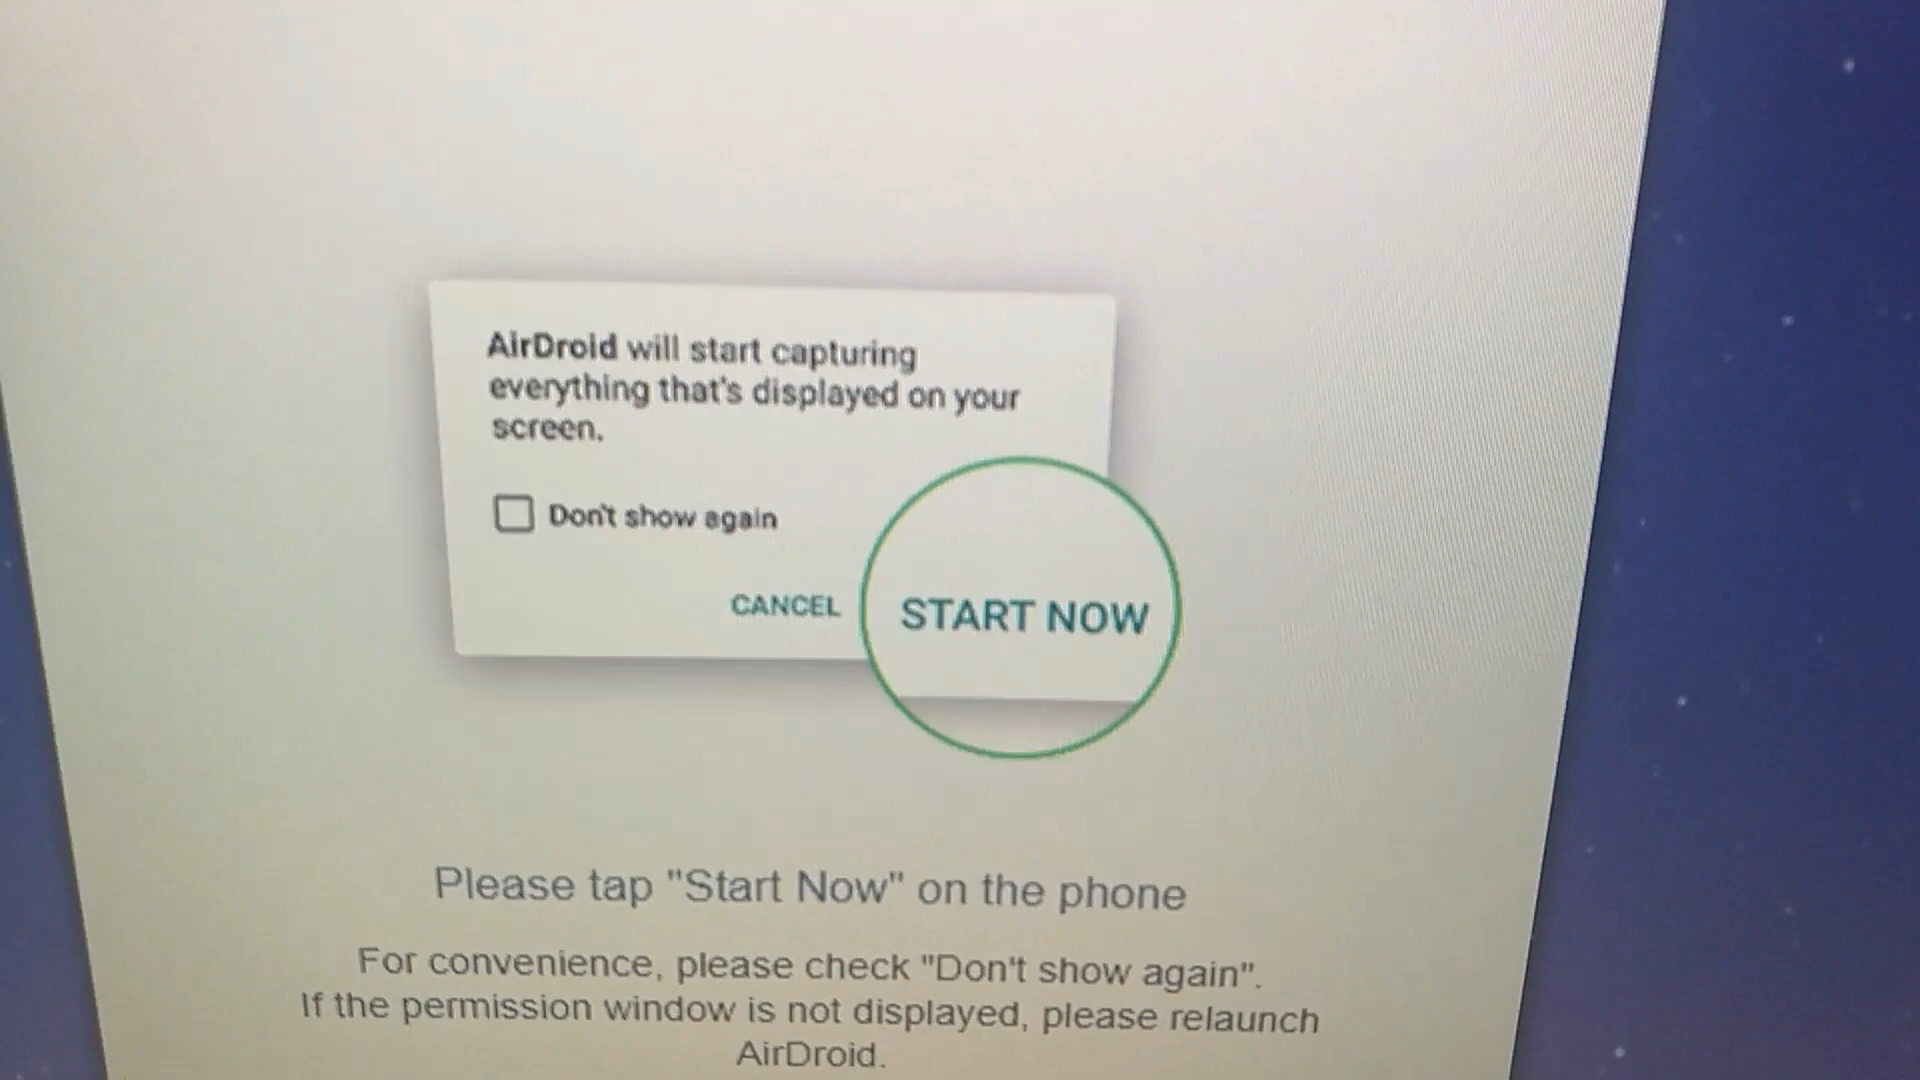 AirDroid will start capturing
everything that's displayed on your
screen.
Don't show again
CANCEL
START NOW
Please tap "Start Now" on the phone
For convenience, please check "Don't show again".
If the permission window is not displayed, please relaunch
AirDroid.